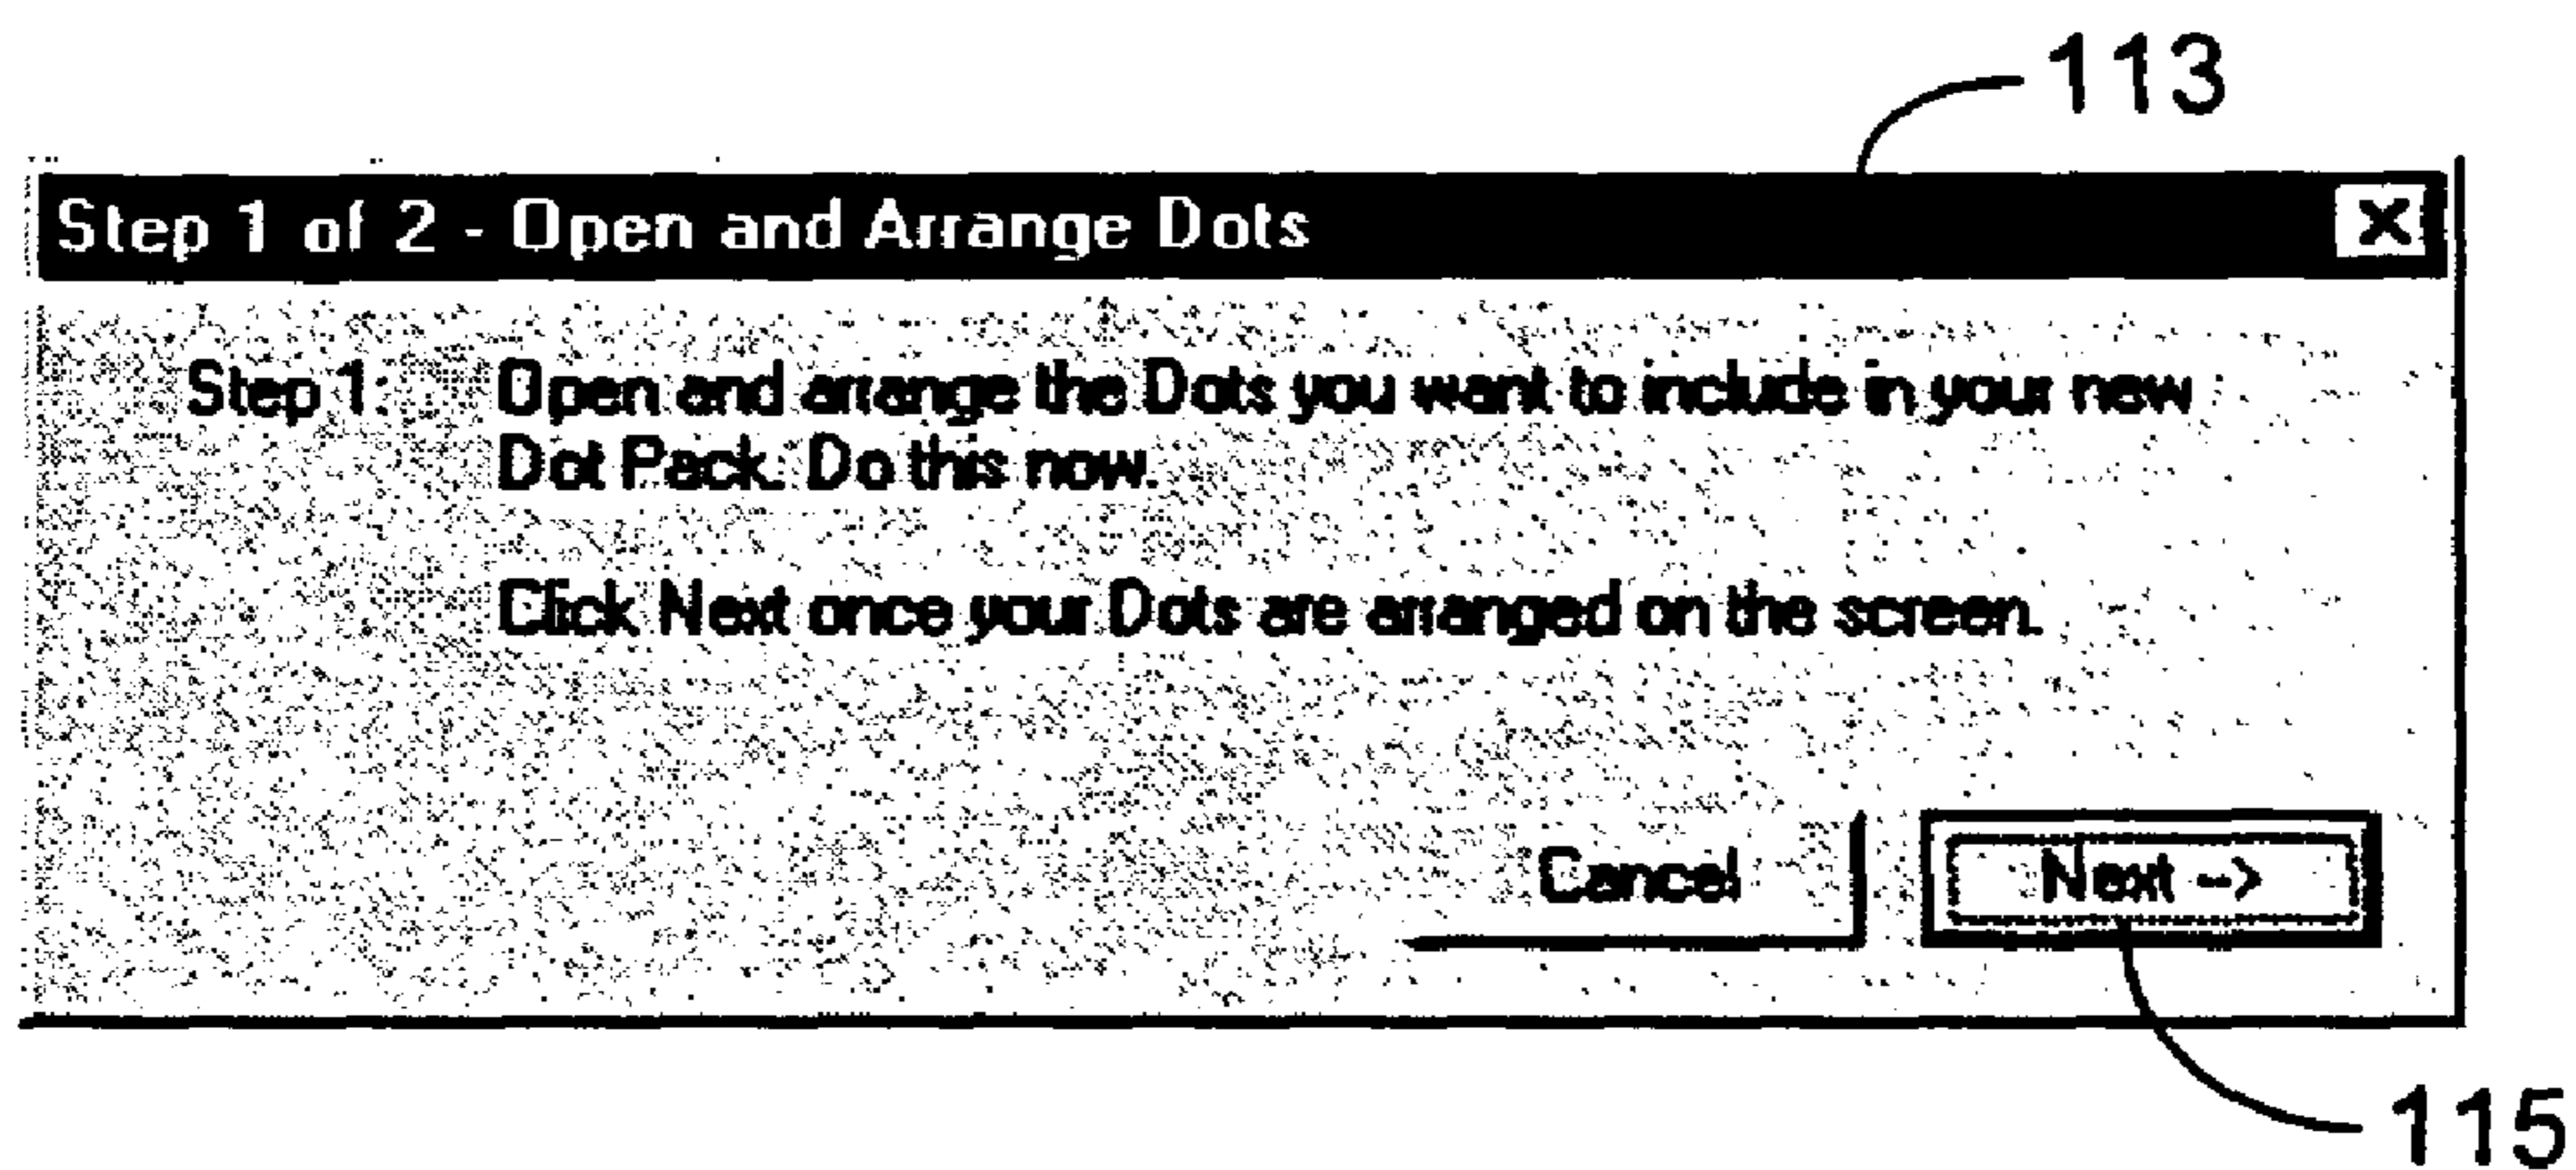 113
Step 1 of 2 - Open and Arrange Dots
Step 1: Open and arrange the Dots you want to include in your new
Dot Pack. Do this now.
Click Next once your Dots are arranged on the screen.
Cancel Next -->
115